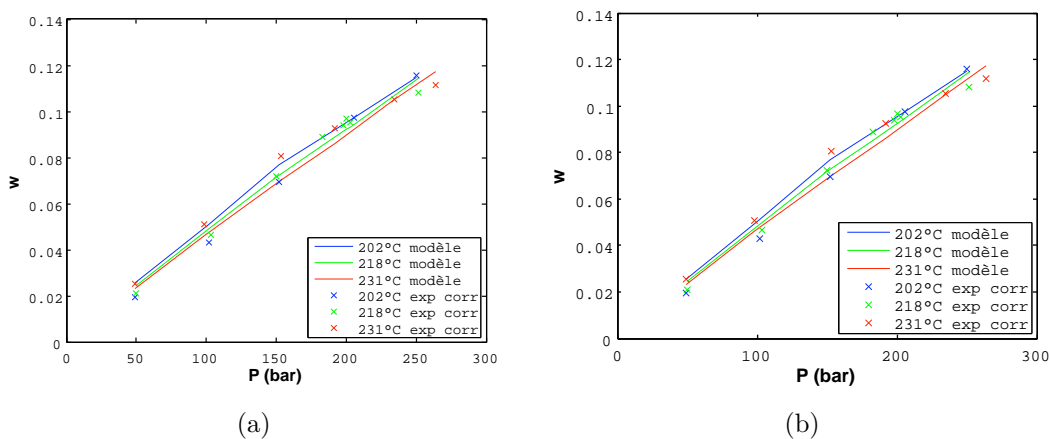 0.14
0.12
0.1
0.08
0.06
0.04
0.02
0
w
0
50
100
150
200
250
300
P (bar)
202°C modèle
218°C modèle
231°C modèle
202°C exp corr
218°C exp corr
231°C exp corr
(a)
0.14
0.12
0.1
0.08
0.06
0.04
0.02
0
w
0
100
200
300
P (bar)
202°C modèle
218°C modèle
231°C modèle
202°C exp corr
218°C exp corr
231°C exp corr
(b)